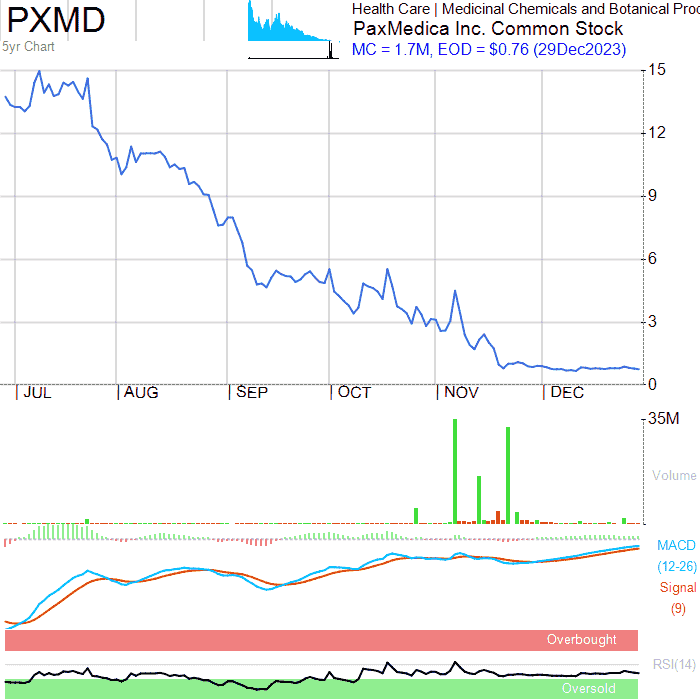 PXMD
5yr Chart
Health Care | Medicinal Chemicals and Botanical Proc
PaxMedica Inc. Common Stock
MC = 1.7M, EOD = $0.76 (29Dec2023)
15
12
9
6
3
0
JUL AUG SEP OCT NOV DEC
35M
Volume
MACD
(12-26)
Signal
(9)
Overbought
RSI(14)
Oversold